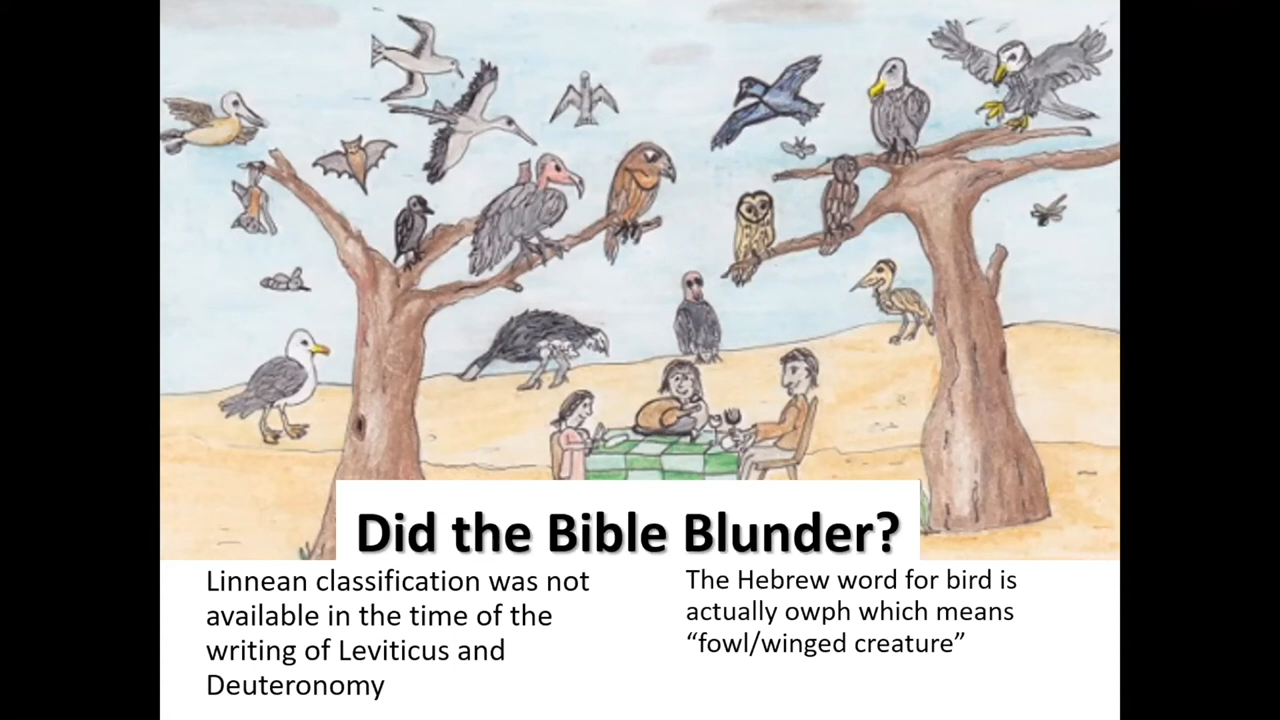 Did the Bible Blunder?
Linnean classification was not
available in the time of the
writing of Leviticus and
Deuteronomy
The Hebrew word for bird is
actually owph which means
“fowl/winged creature”